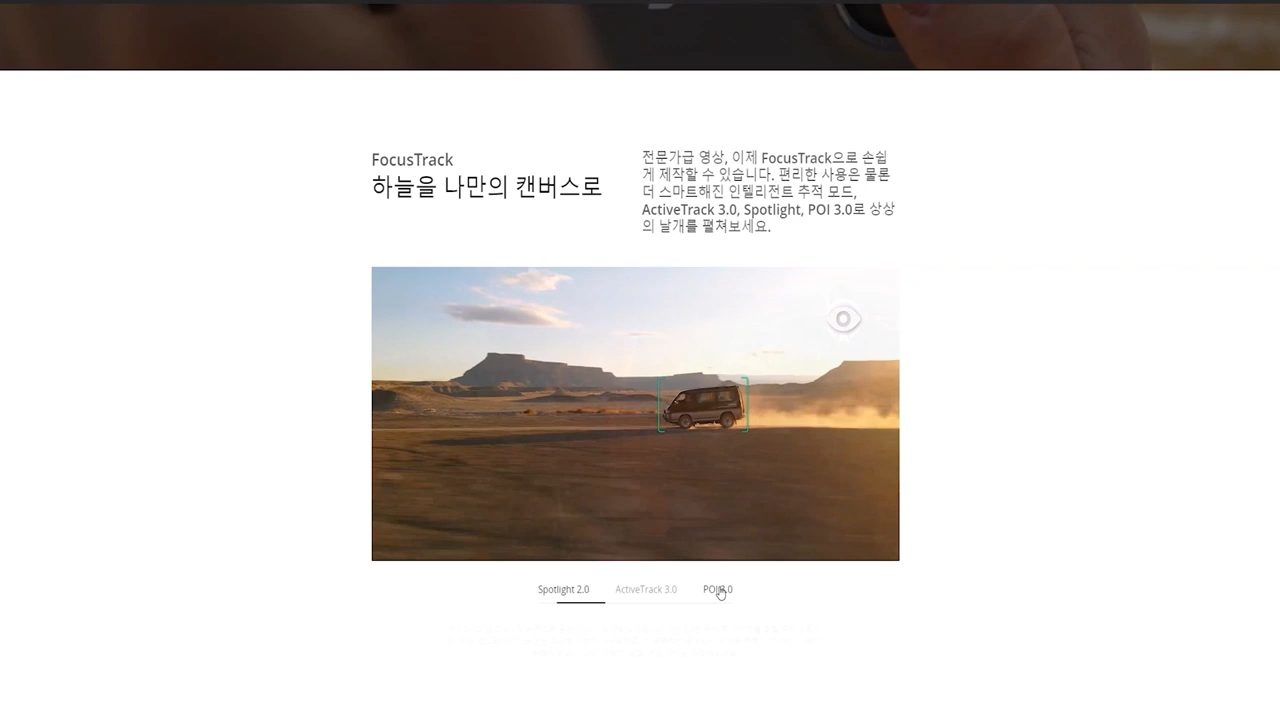 FocusTrack
하늘을 나만의 캔버스로
전문가급 영상, 이제 FocusTrack으로 손쉽
게 제작할 수 있습니다. 편리한 사용은 물론
더 스마트해진 인텔리전트 추적 모드,
ActiveTrack 3.0, Spotlight, POI 3.0로 상상
의 날개를 펼쳐보세요.
Spotlight 2.0 ActiveTrack 3.0 POI 3.0